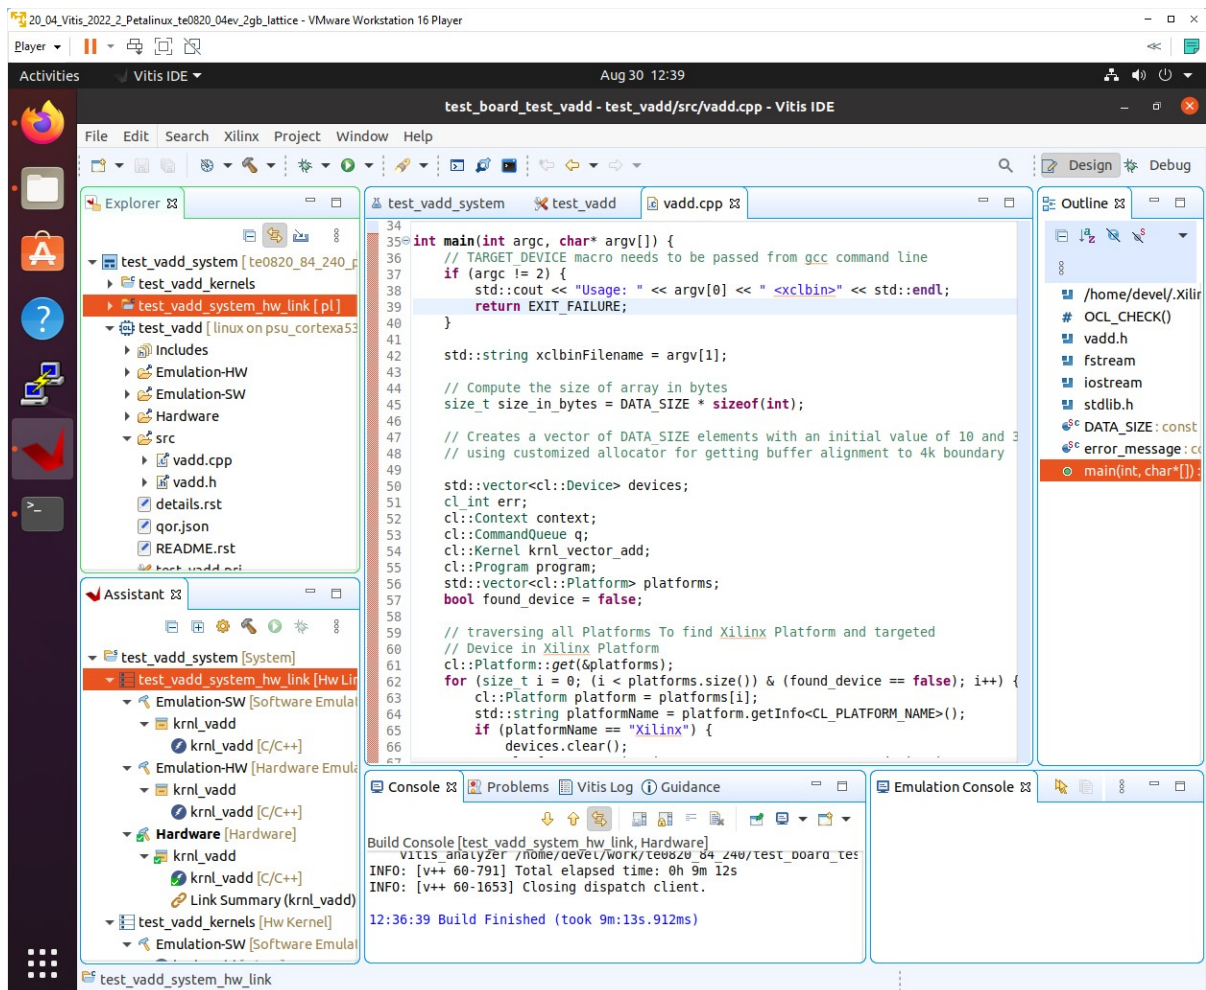 20_04_Vitis_2022_2_Petalinux_te0820_04ev_2gb_lattice - VMware Workstation 16 Player
Player
Activities
Vitis IDE
Aug 30 12:39
test_board_test_vadd - test_vadd/src/vadd.cpp - Vitis IDE
File Edit Search Xilinx Project Window Help
Design
Debug
Explorer
test_vadd_system [ te0820_84_240_p
test_vadd_kernels
test_vadd_system_hw_link [ pl ]
test_vadd [ linux on psu_cortexa53
Includes
Emulation-HW
Emulation-SW
Hardware
src
vadd.cpp
vadd.h
details.rst
qor.json
README.rst
test_vadd.prj
Assistant
test_vadd_system [System]
test_vadd_system_hw_link [Hw Lin
Emulation-SW [Software Emulat
krnl_vadd
krnl_vadd [C/C++]
Emulation-HW [Hardware Emula
krnl_vadd
krnl_vadd [C/C++]
Hardware [Hardware]
krnl_vadd
krnl_vadd [C/C++]
Link Summary (krnl_vadd)
test_vadd_kernels [Hw Kernel]
Emulation-SW [Software Emulat
test_vadd_system
test_vadd
vadd.cpp
34
35 int main(int argc, char* argv[]) {
36 // TARGET_DEVICE macro needs to be passed from gcc command line
37 if (argc != 2) {
38 std::cout << "Usage: " << argv[0] << " <xclbin>" << std::endl;
39 return EXIT_FAILURE;
40 }
41
42 std::string xclbinFilename = argv[1];
43
44 // Compute the size of array in bytes
45 size_t size_in_bytes = DATA_SIZE * sizeof(int);
46
47 // Creates a vector of DATA_SIZE elements with an initial value of 10 and 3
48 // using customized allocator for getting buffer alignment to 4k boundary
49
50 std::vector<cl::Device> devices;
51 cl_int err;
52 cl::Context context;
53 cl::CommandQueue q;
54 cl::Kernel krnl_vector_add;
55 cl::Program program;
56 std::vector<cl::Platform> platforms;
57 bool found_device = false;
58
59 // traversing all Platforms To find Xilinx Platform and targeted
60 // Device in Xilinx Platform
61 cl::Platform::get(&platforms);
62 for (size_t i = 0; (i < platforms.size()) & (found_device == false); i++) {
63 cl::Platform platform = platforms[i];
64 std::string platformName = platform.getInfo<CL_PLATFORM_NAME>();
65 if (platformName == "Xilinx") {
66 devices.clear();
67
Outline
/home/devel/.Xilin
OCL_CHECK()
vadd.h
fstream
iostream
stdlib.h
DATA_SIZE : const
error_message : co
main(int, char*[]) :
Console
Problems
Vitis Log
Guidance
Build Console [test_vadd_system_hw_link, Hardware]
vitis_analyzer /home/devel/work/te0820_84_240/test_board_tes
INFO: [v++ 60-791] Total elapsed time: 0h 9m 12s
INFO: [v++ 60-1653] Closing dispatch client.
12:36:39 Build Finished (took 9m:13s.912ms)
Emulation Console
test_vadd_system_hw_link